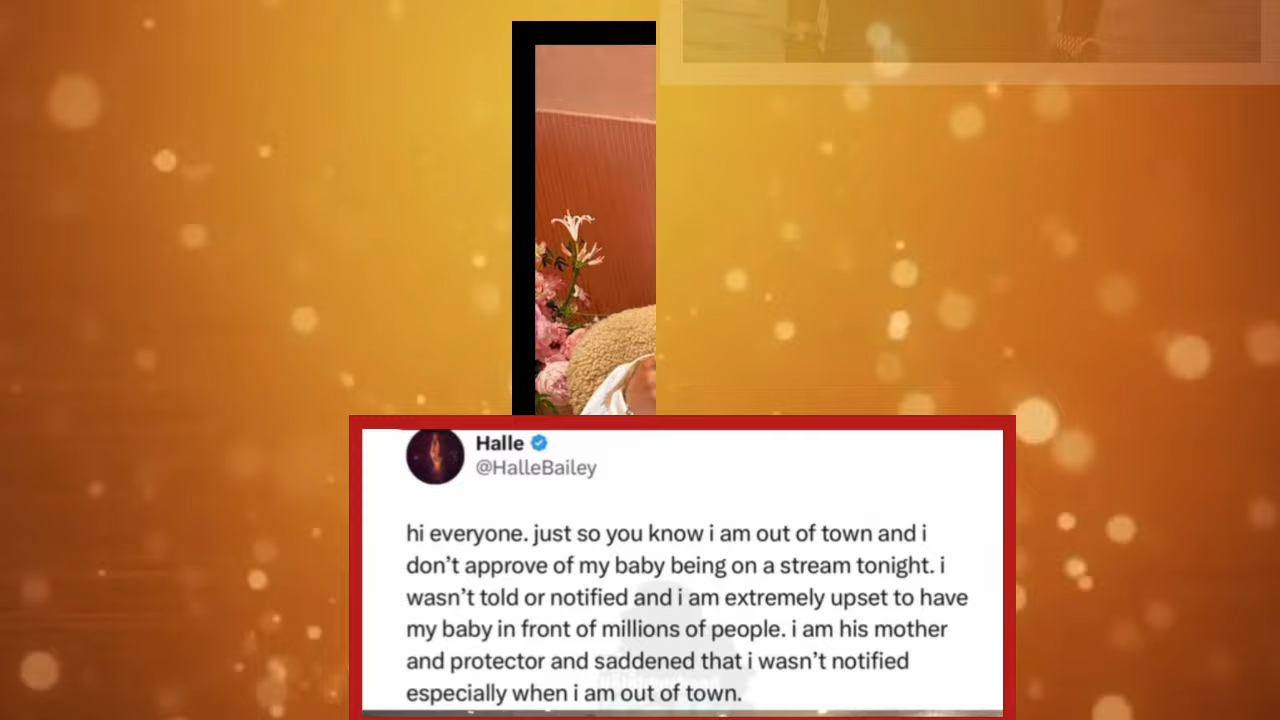 Halle
@HalleBailey
hi everyone. just so you know i am out of town and i
don’t approve of my baby being on a stream tonight. i
wasn’t told or notified and i am extremely upset to have
my baby in front of millions of people. i am his mother
and protector and saddened that i wasn’t notified
especially when i am out of town.